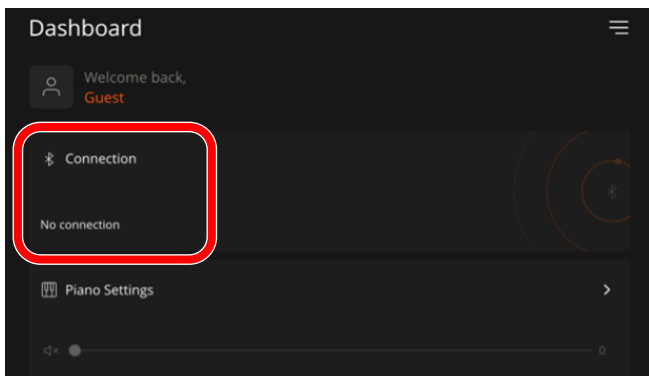 Dashboard
Welcome back,
Guest
Connection
No connection
Piano Settings
0